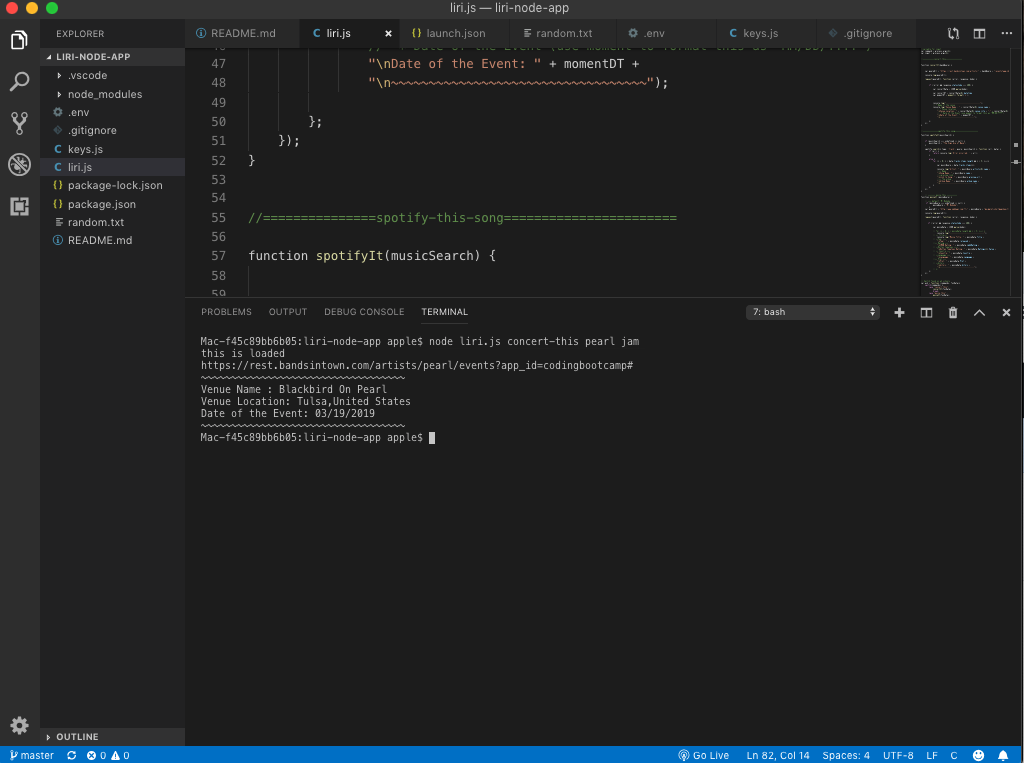 liri.js — liri-node-app
EXPLORER
LIRI-NODE-APP
.vscode
node_modules
.env
.gitignore
keys.js
liri.js
package-lock.json
package.json
random.txt
README.md
OUTLINE
README.md
liri.js
launch.json
random.txt
.env
keys.js
.gitignore
47 "\nDate of the Event: " + momentDT +
48 "\n~~~~~~~~~~~~~~~~~~~~~~~~~~~~~~~~~~");
49
50 };
51 });
52 }
53
54
55 //===============spotify-this-song=======================
56
57 function spotifyIt(musicSearch) {
58
59
PROBLEMS OUTPUT DEBUG CONSOLE TERMINAL
7: bash
Mac-f45c89bb6b05:liri-node-app apple$ node liri.js concert-this pearl jam
this is loaded
https://rest.bandsintown.com/artists/pearl/events?app_id=codingbootcamp#
~~~~~~~~~~~~~~~~~~~~~~~~~~~~~~~~~~
Venue Name : Blackbird On Pearl
Venue Location: Tulsa,United States
Date of the Event: 03/19/2019
~~~~~~~~~~~~~~~~~~~~~~~~~~~~~~~~~~
Mac-f45c89bb6b05:liri-node-app apple$
master 0 0 Go Live Ln 82, Col 14 Spaces: 4 UTF-8 LF C